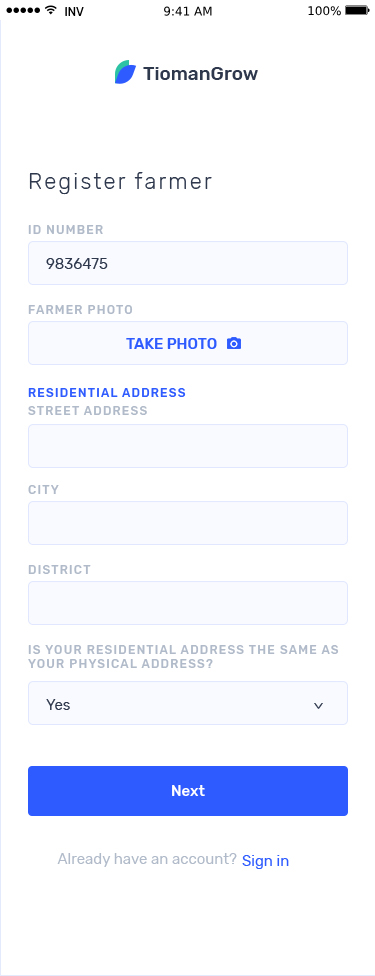 INV 9:41 AM 100%
TiomanGrow
Register farmer
ID NUMBER
9836475
FARMER PHOTO
TAKE PHOTO
RESIDENTIAL ADDRESS
STREET ADDRESS
CITY
DISTRICT
IS YOUR RESIDENTIAL ADDRESS THE SAME AS
YOUR PHYSICAL ADDRESS?
Yes
Next
Already have an account? Sign in